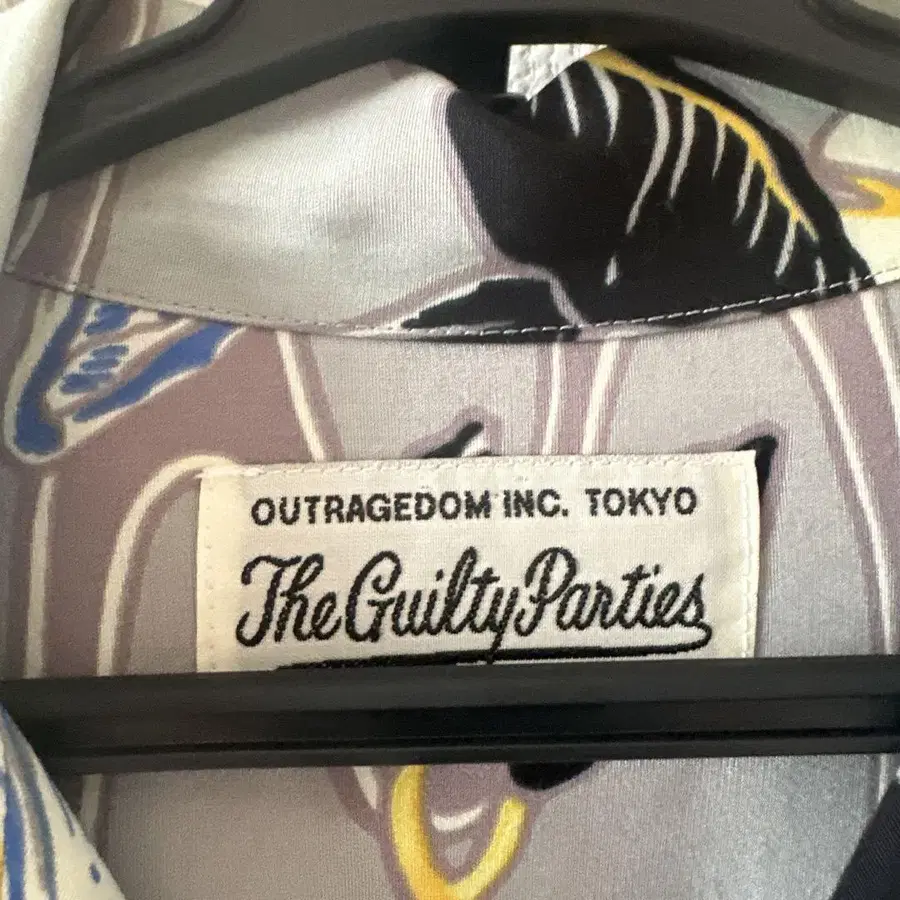 OUTRAGEDOM INC. TOKYO
The Guilty Parties